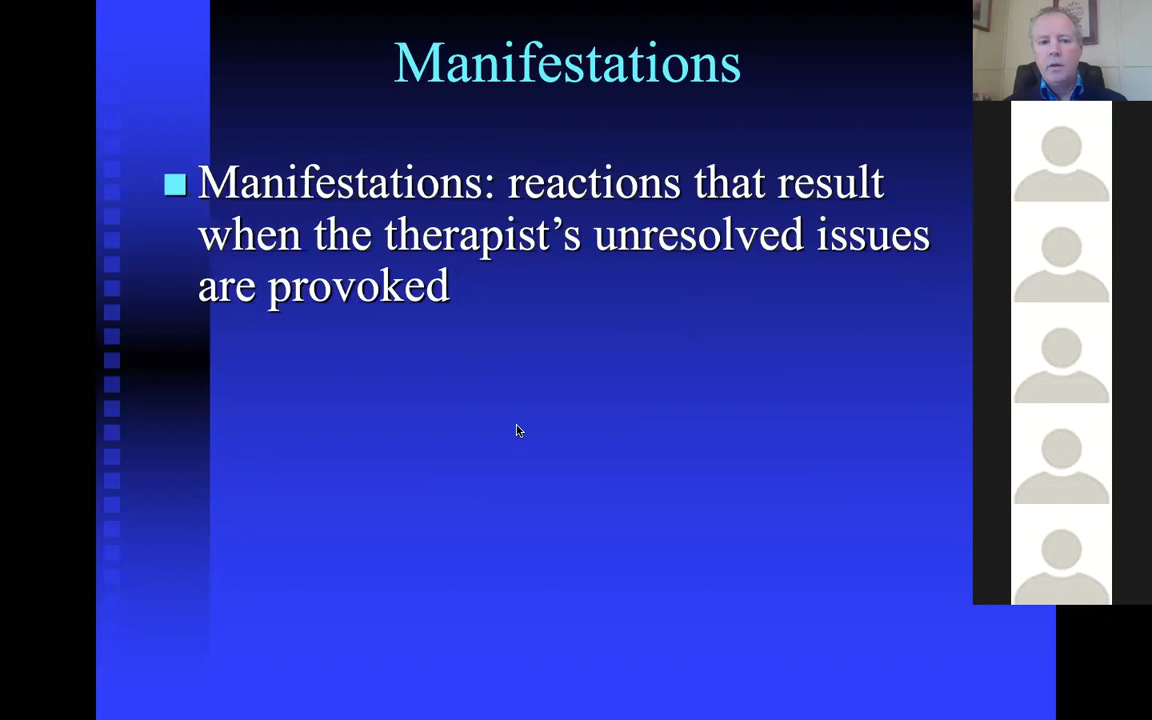 Manifestations
Manifestations: reactions that result
when the therapist’s unresolved issues
are provoked